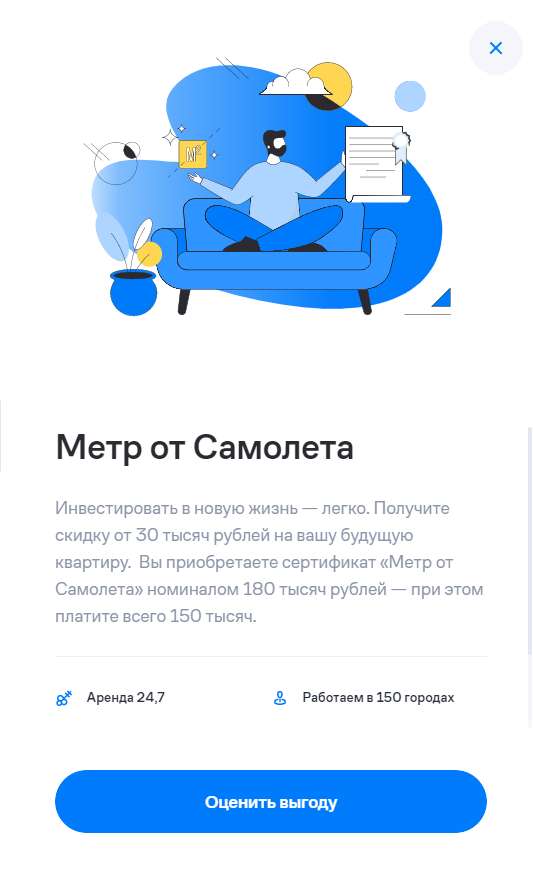 M²
Метр от Самолета
Инвестировать в новую жизнь — легко. Получите
скидку от 30 тысяч рублей на вашу будущую
квартиру.  Вы приобретаете сертификат «Метр от
Самолета» номиналом 180 тысяч рублей — при этом
платите всего 150 тысяч.
Аренда 24,7
Работаем в 150 городах
Оценить выгоду